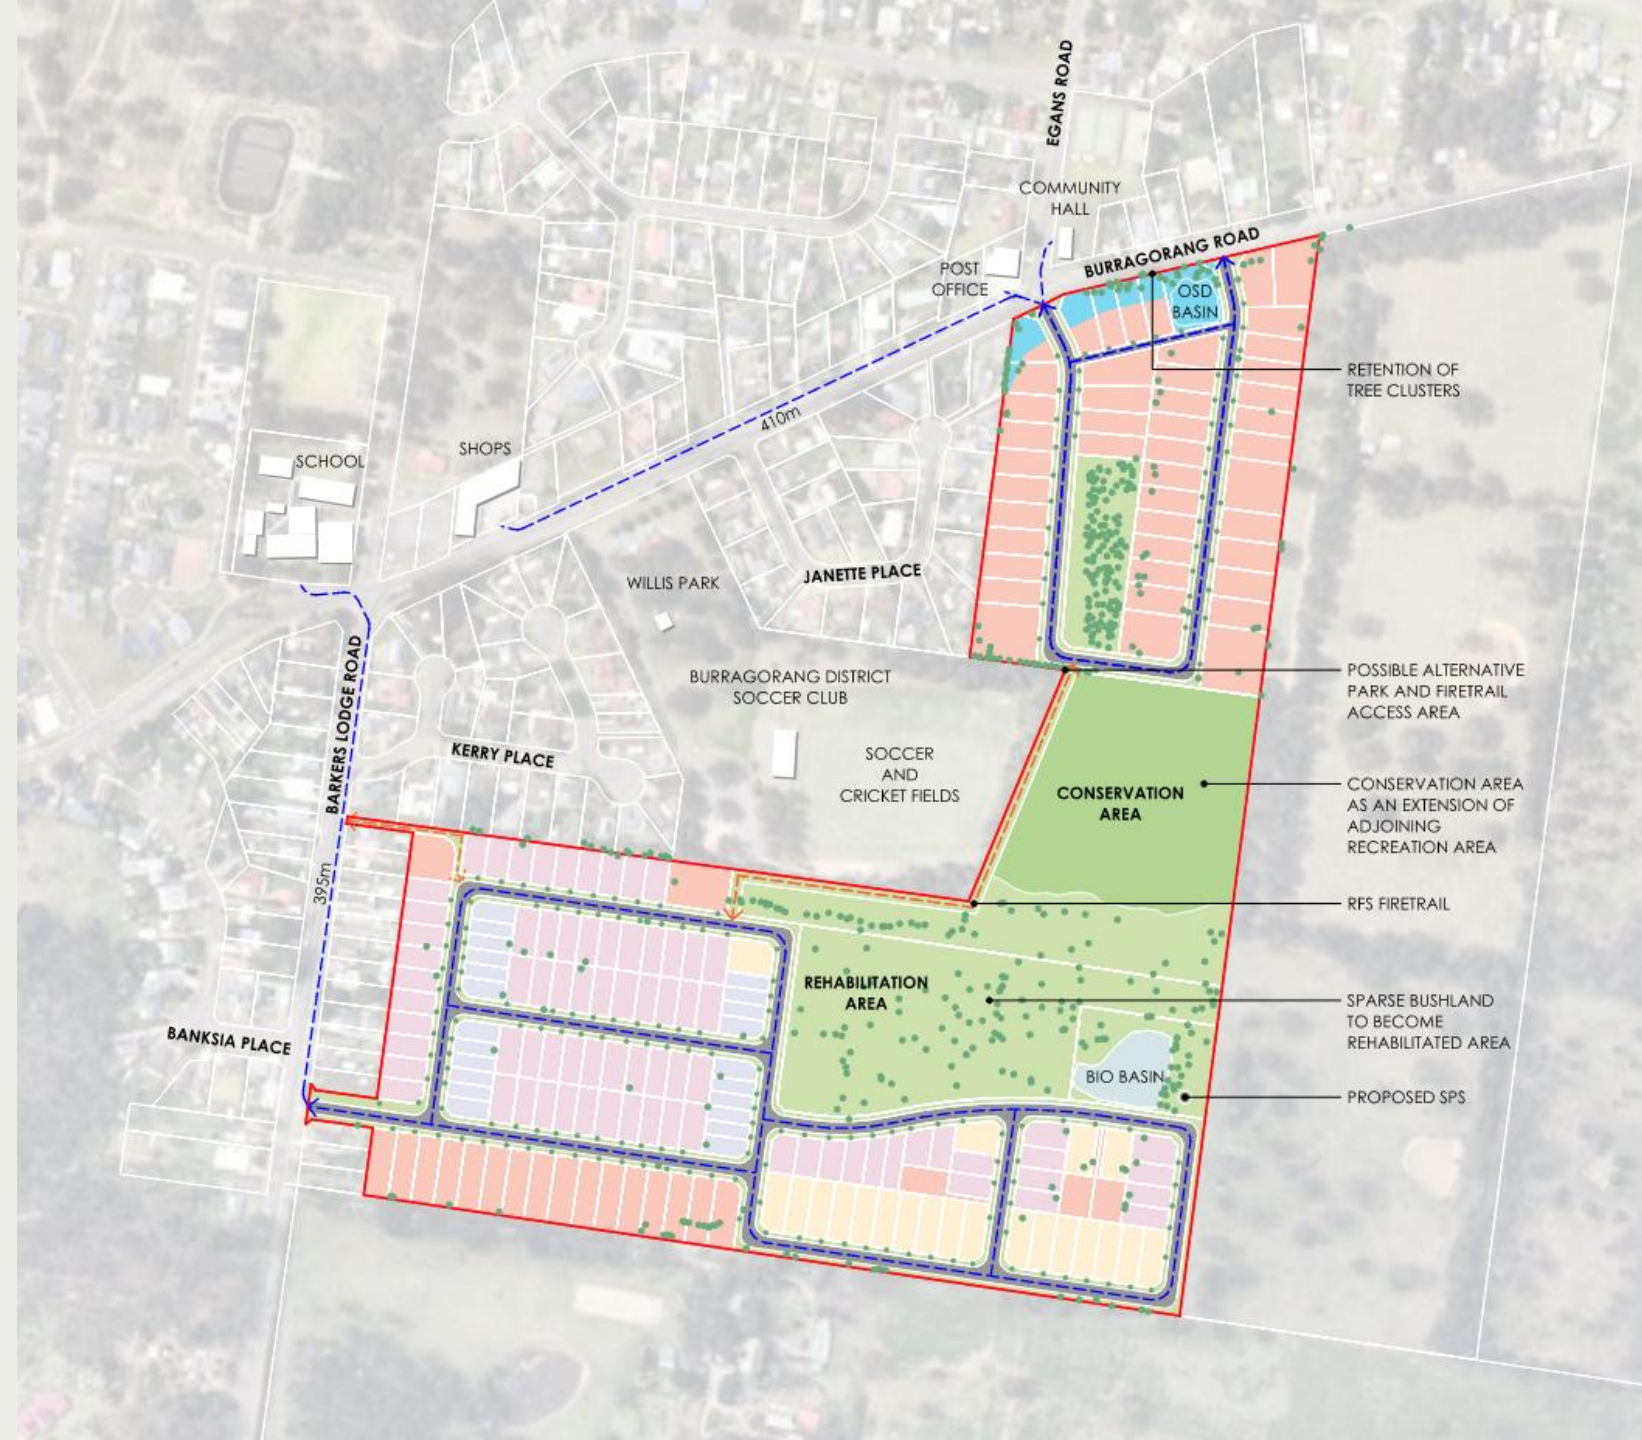 EGANS ROAD
COMMUNITY
HALL
BURRAGORANG ROAD
POST
OFFICE
OSD
BASIN
RETENTION OF
TREE CLUSTERS
410m
SHOPS
SCHOOL
WILLIS PARK
JANETTE PLACE
BARKERS LODGE ROAD
BURRAGORANG DISTRICT
SOCCER CLUB
POSSIBLE ALTERNATIVE
PARK AND FIRETRAIL
ACCESS AREA
KERRY PLACE
SOCCER
AND
CRICKET FIELDS
CONSERVATION
AREA
CONSERVATION AREA
AS AN EXTENSION OF
ADJOINING
RECREATION AREA
395m
RFS FIRETRAIL
REHABILITATION
AREA
SPARSE BUSHLAND
TO BECOME
REHABILITATED AREA
BANKSIA PLACE
BIO BASIN
PROPOSED SPS